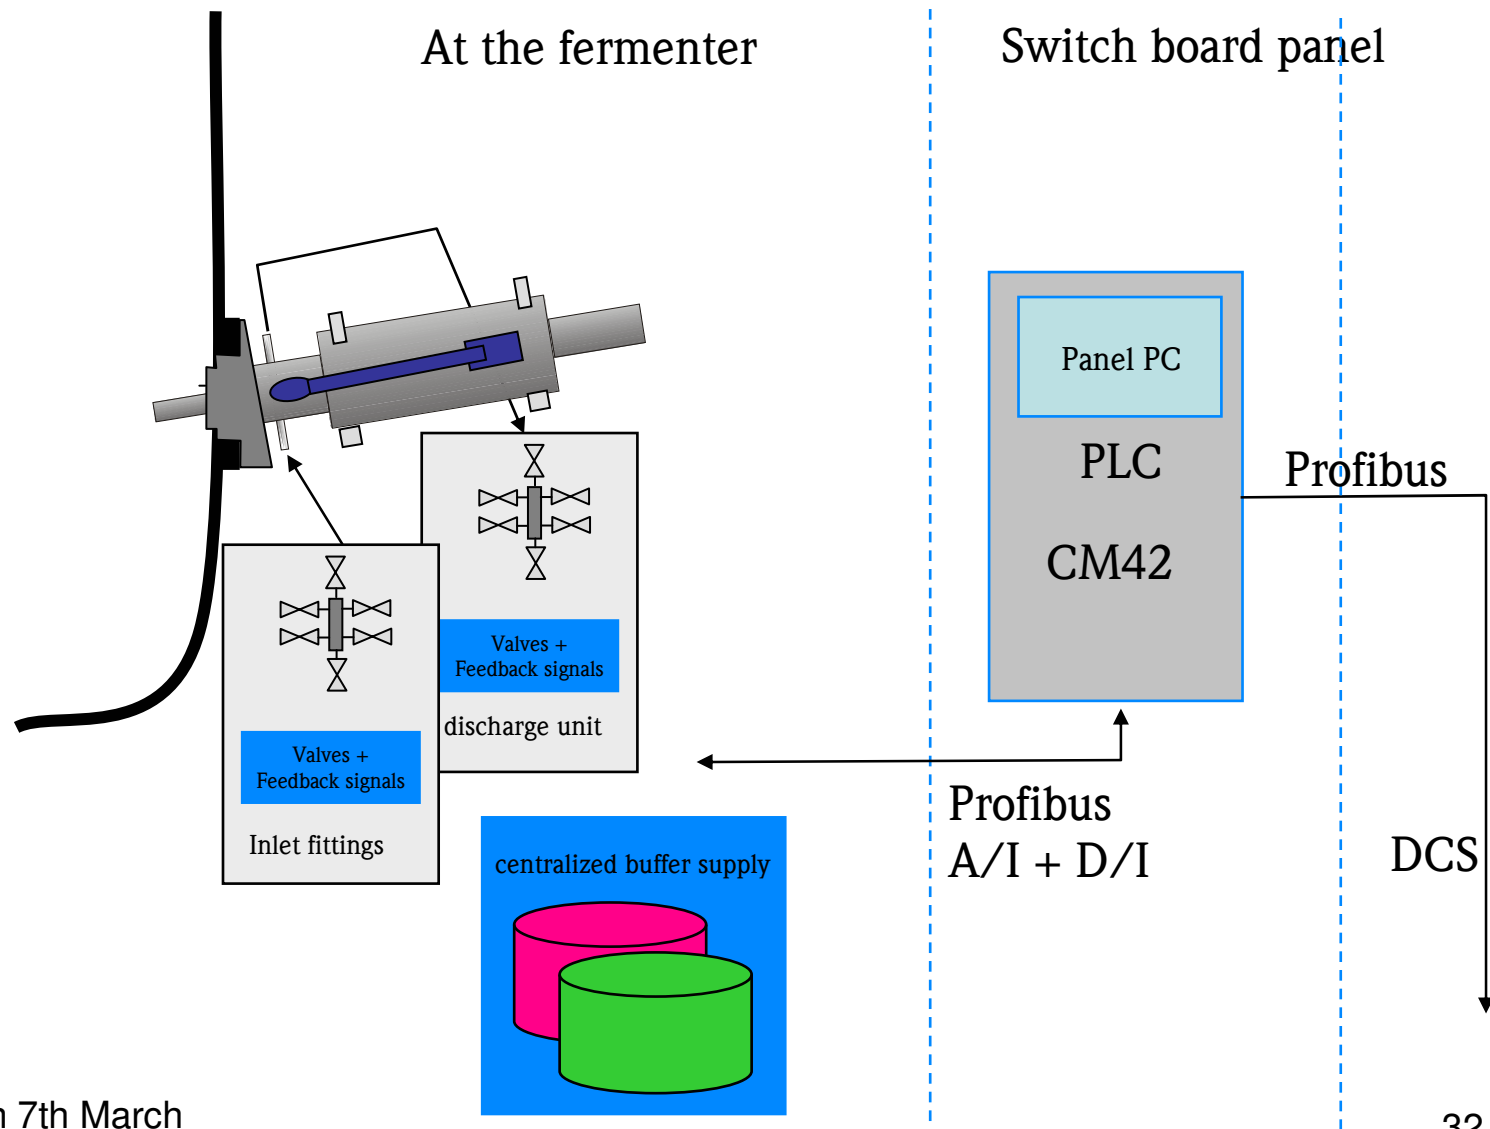 At the fermenter
Switch board panel
Panel PC
PLC
CM42
Profibus
Valves +
Feedback signals
discharge unit
Valves +
Feedback signals
Inlet fittings
centralized buffer supply
Profibus
A/I + D/I
DCS
7th March
32